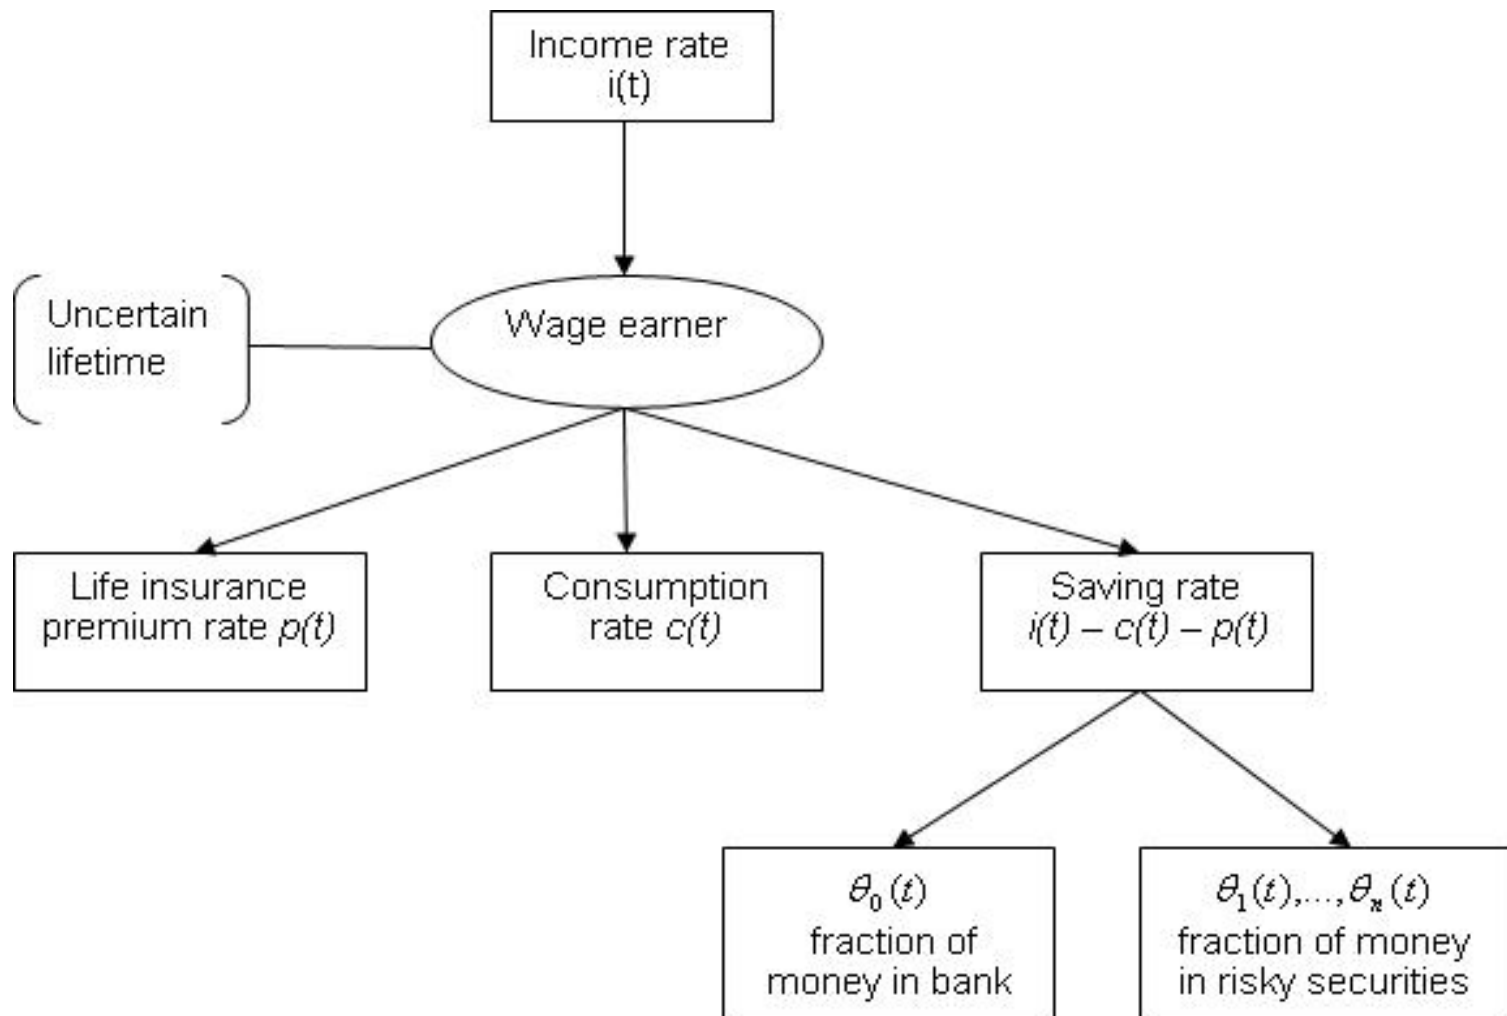 Income rate
i(t)
Uncertain
lifetime
Wage earner
Life insurance
premium rate p(t)
Consumption
rate c(t)
Saving rate
i(t) – c(t) – p(t)
θ₀(t)
fraction of
money in bank
θ₁(t),...,θₙ(t)
fraction of money
in risky securities